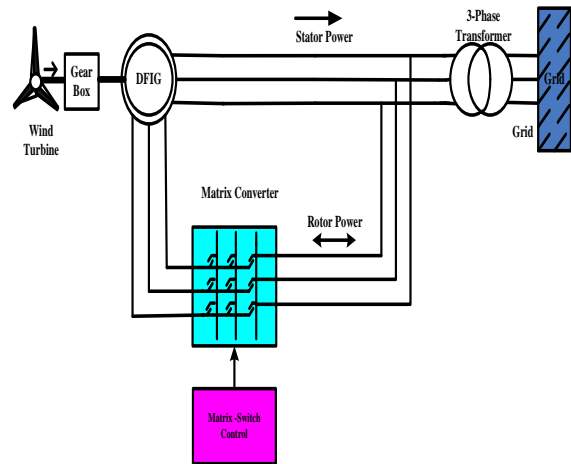 3-Phase
Transformer
Stator Power
Gear
Box
DFIG
Grid
Grid
Wind
Turbine
Matrix Converter
Rotor Power
Matrix -Switch
Control